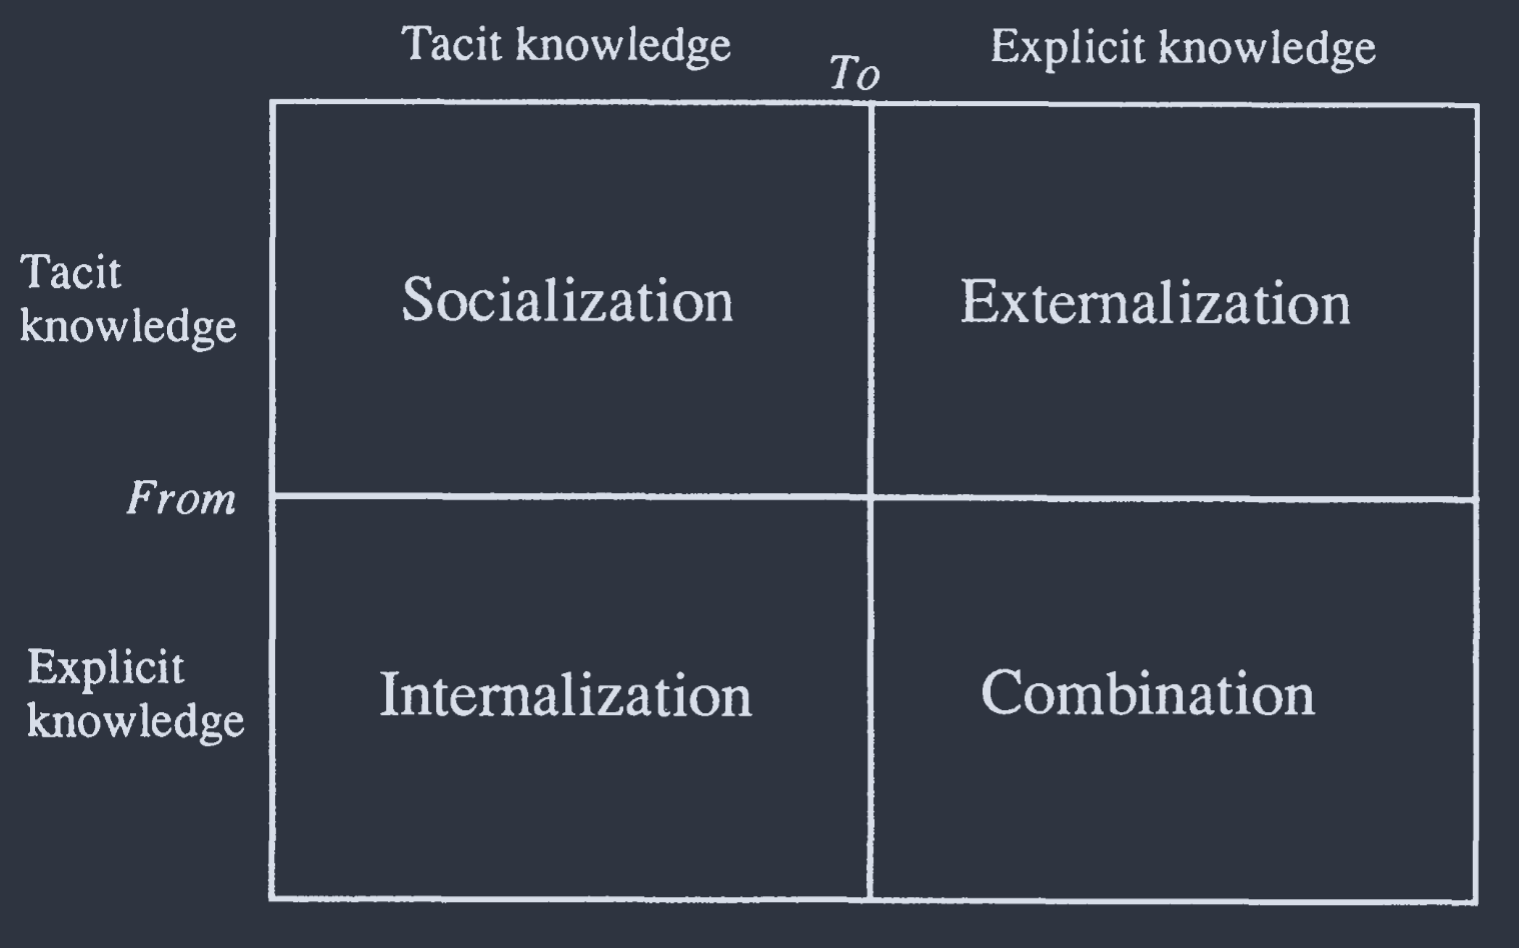 Tacit knowledge
To
Explicit knowledge
Tacit
knowledge
Socialization
Externalization
From
Explicit
knowledge
Internalization
Combination